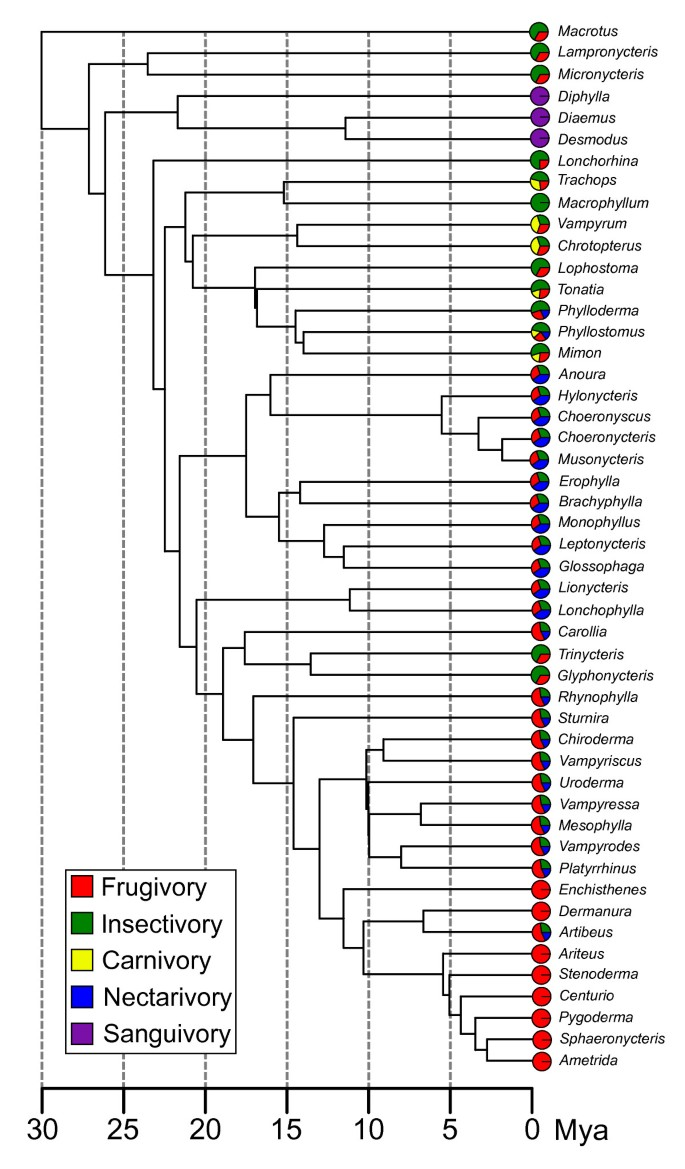 Macrotus
Lampronycteris
Micronycteris
Diphylla
Diaemus
Desmodus
Lonchorhina
Trachops
Macrophyllum
Vampyrum
Chrotopterus
Lophostoma
Tonatia
Phylloderma
Phyllostomus
Mimon
Anoura
Hylonycteris
Choeronyscus
Choeronycteris
Musonycteris
Erophylla
Brachyphylla
Monophyllus
Leptonycteris
Glossophaga
Lionycteris
Lonchophylla
Carollia
Trinycteris
Glyphonycteris
Rhynophylla
Sturnira
Chiroderma
Vampyriscus
Uroderma
Vampyressa
Mesophylla
Vampyrodes
Platyrrhinus
Enchisthenes
Dermanura
Artibeus
Ariteus
Stenoderma
Centurio
Pygoderma
Sphaeronycteris
Ametrida
Frugivory
Insectivory
Carnivory
Nectarivory
Sanguivory
30 25 20 15 10 5 0 Mya